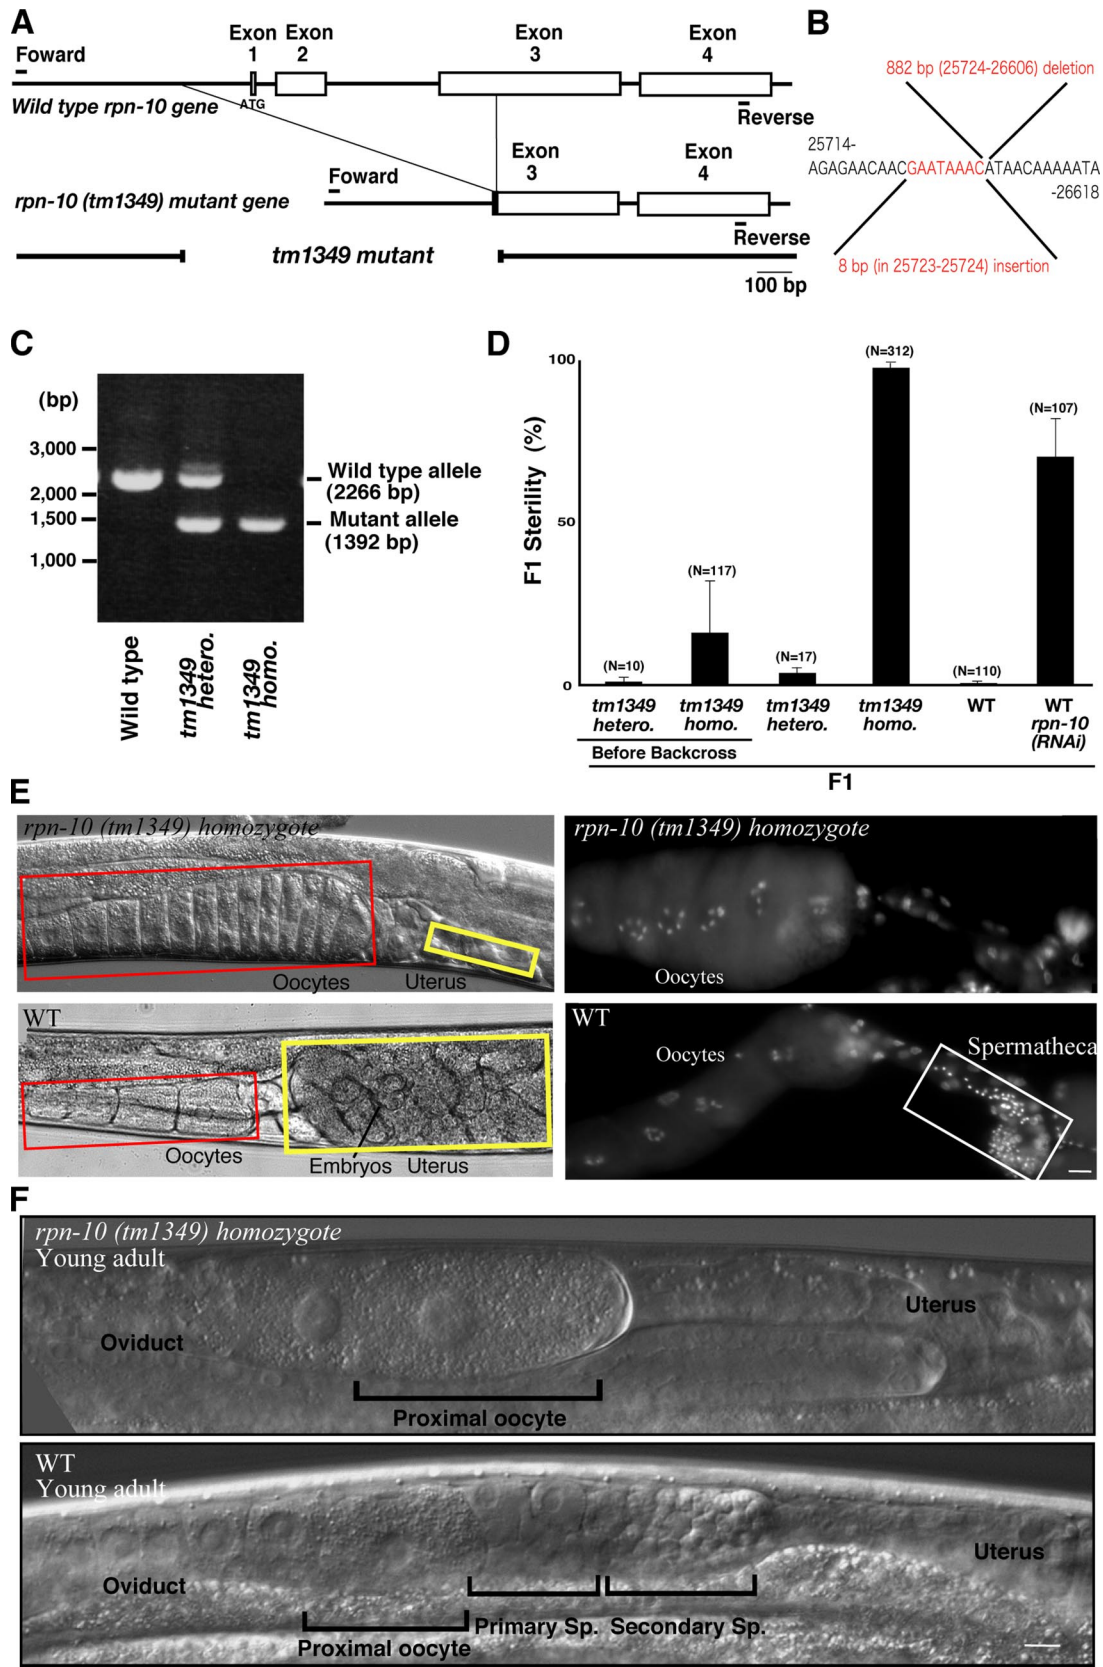 A
Foward
Exon
1
Exon
2
Exon
3
Exon
4
ATG
Wild type rpn-10 gene
Reverse
Foward
Exon
3
Exon
4
rpn-10 (tm1349) mutant gene
Reverse
tm1349 mutant
100 bp
B
882 bp (25724-26606) deletion
25714-
AGAGAACAACGAATAAACATAACAAAAATA
-26618
8 bp (in 25723-25724) insertion
C
(bp)
3,000
2,000
1,500
1,000
Wild type allele
(2266 bp)
Mutant allele
(1392 bp)
Wild type
tm1349
hetero.
tm1349
homo.
D
F1 Sterility (%)
100
50
0
(N=10)
(N=117)
(N=17)
(N=312)
(N=110)
(N=107)
tm1349
hetero.
tm1349
homo.
tm1349
hetero.
tm1349
homo.
WT
WT
rpn-10
(RNAi)
Before Backcross
F1
E
rpn-10 (tm1349) homozygote
Oocytes
Uterus
rpn-10 (tm1349) homozygote
Oocytes
WT
Oocytes
Embryos
Uterus
WT
Oocytes
Spermatheca
F
rpn-10 (tm1349) homozygote
Young adult
Oviduct
Uterus
Proximal oocyte
WT
Young adult
Oviduct
Uterus
Primary Sp.
Secondary Sp.
Proximal oocyte